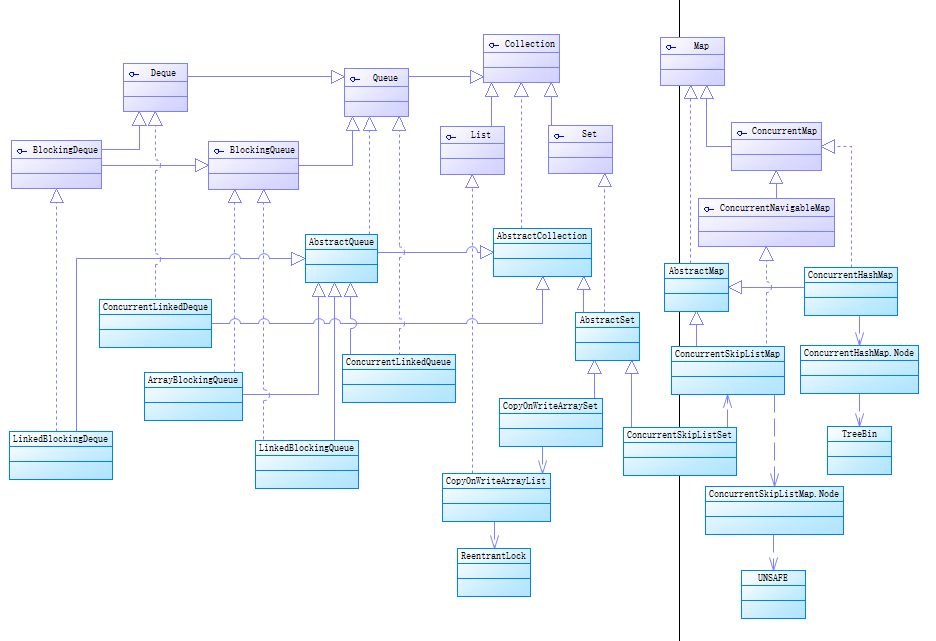 Collection
Map
Deque
Queue
List
Set
ConcurrentMap
BlockingDeque
BlockingQueue
ConcurrentNavigableMap
AbstractQueue
AbstractCollection
AbstractMap
ConcurrentHashMap
ConcurrentLinkedDeque
AbstractSet
ConcurrentLinkedQueue
ConcurrentSkipListMap
ConcurrentHashMap.Node
ArrayBlockingQueue
CopyOnWriteArraySet
ConcurrentSkipListSet
TreeBin
LinkedBlockingDeque
LinkedBlockingQueue
CopyOnWriteArrayList
ConcurrentSkipListMap.Node
ReentrantLock
UNSAFE